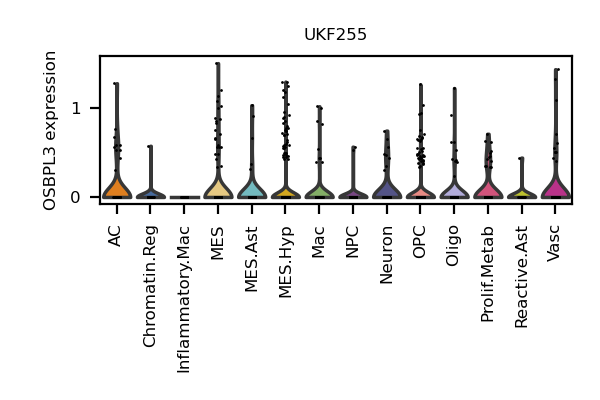 UKF255
OSBPL3 expression
1
0
AC
Chromatin.Reg
Inflammatory.Mac
MES
MES.Ast
MES.Hyp
Mac
NPC
Neuron
OPC
Oligo
Prolif.Metab
Reactive.Ast
Vasc